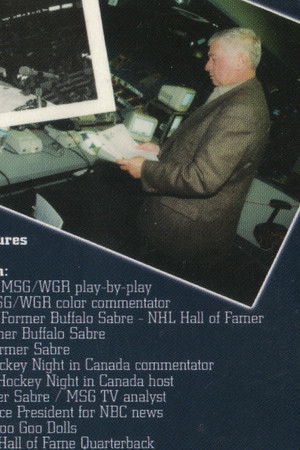 ures
n:
MSG/WGR play-by-play
SG/WGR color commentator
Former Buffalo Sabre - NHL Hall of Famer
ner Buffalo Sabre
rmer Sabre
ckey Night in Canada commentator
Hockey Night in Canada host
er Sabre / MSG TV analyst
ce President for NBC news
oo Goo Dolls
Hall of Fame Quarterback